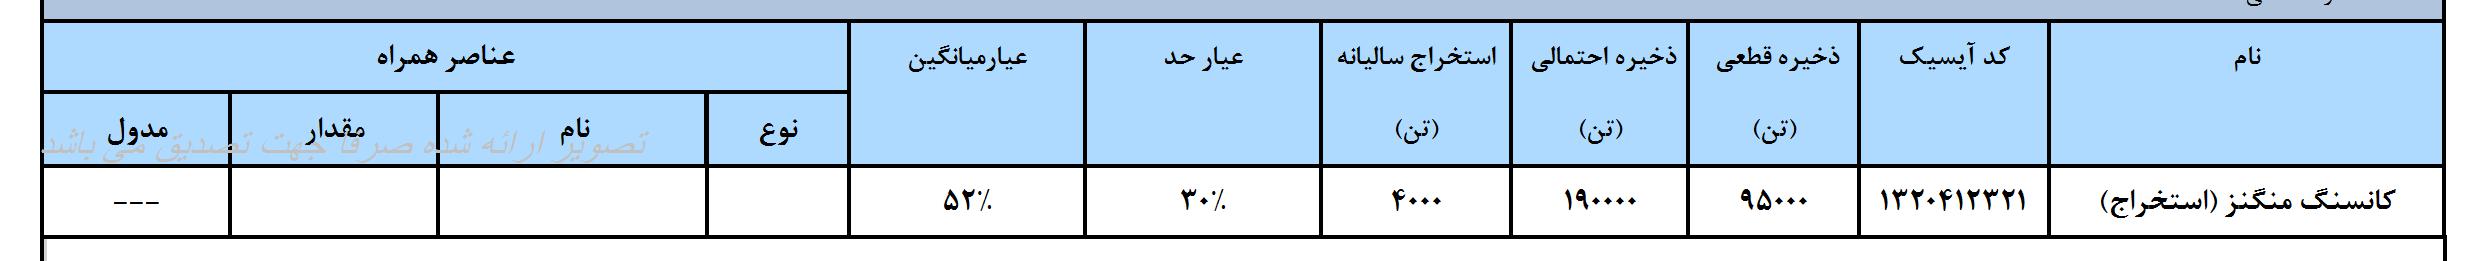 نام	کد آیسیک	ذخیره قطعی (تن)	ذخیره احتمالی (تن)	استخراج سالیانه (تن)	عیار حد	عیارمیانگین	عناصر همراه
نوع	نام	مقدار	مدول
تصویر ارائه شده صرفا جهت تصدیق می باشد
کانسنگ منگنز (استخراج)	۱۳۲۰۴۱۲۳۲۱	۹۵۰۰۰	۱۹۰۰۰۰	۴۰۰۰	۳۰٪	۵۲٪	---